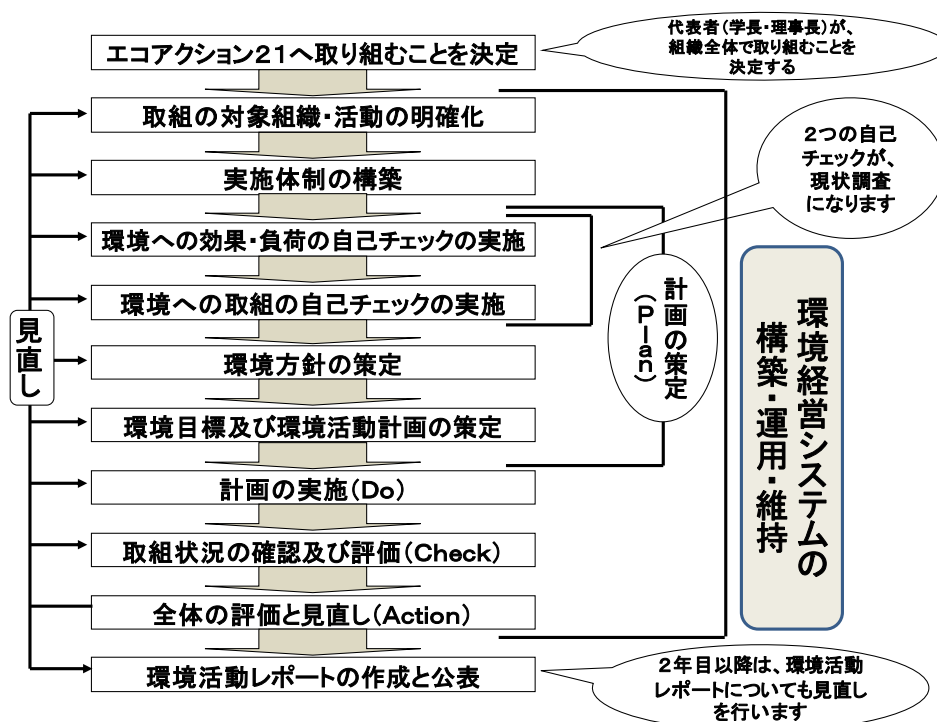 エコアクション２１へ取り組むことを決定
代表者（学長・理事長）が、
組織全体で取り組むことを
決定する
取組の対象組織・活動の明確化
２つの自己
チェックが、
現状調査
になります
実施体制の構築
環境への効果・負荷の自己チェックの実施
環境への取組の自己チェックの実施
計画の策定
（Ｐｌａｎ）
環境経営システムの
構築・運用・維持
見直し
環境方針の策定
環境目標及び環境活動計画の策定
計画の実施（Ｄｏ）
取組状況の確認及び評価（Ｃｈｅｃｋ）
全体の評価と見直し（Ａｃｔｉｏｎ）
環境活動レポートの作成と公表
２年目以降は、環境活動
レポートについても見直し
を行います